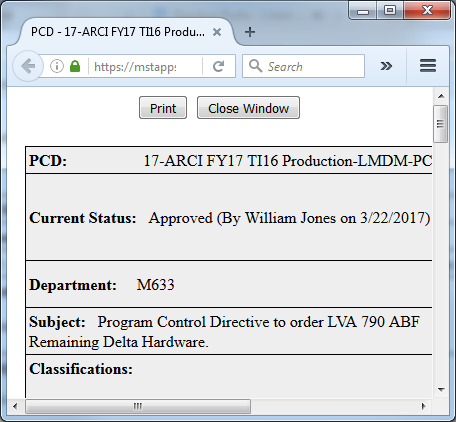 PCD - 17-ARCI FY17 TI16 Produ...
https://mstapp
Search
Print Close Window
PCD: 17-ARCI FY17 TI16 Production-LMDM-PC
Current Status: Approved (By William Jones on 3/22/2017)
Department: M633
Subject: Program Control Directive to order LVA 790 ABF
Remaining Delta Hardware.
Classifications: